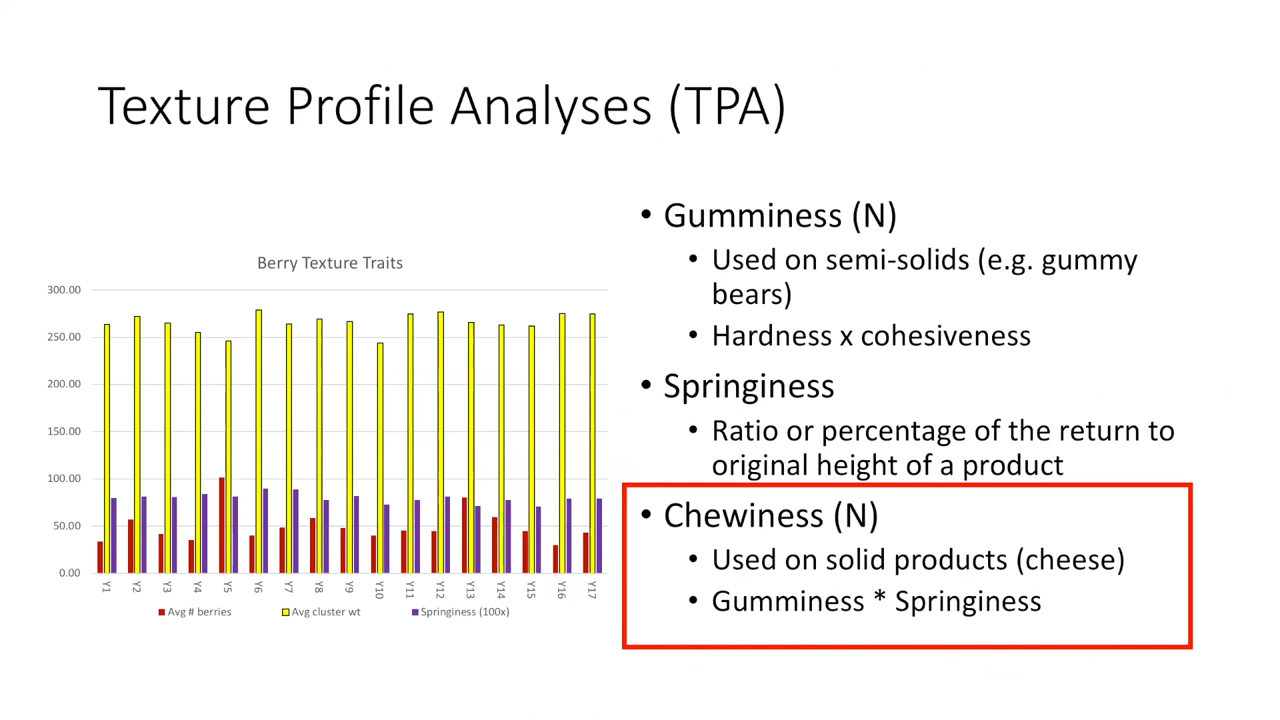 Texture Profile Analyses (TPA)
Berry Texture Traits
300.00
250.00
200.00
150.00
100.00
50.00
0.00
Y1
Y2
Y3
Y4
Y5
Y6
Y7
Y8
Y9
Y10
Y11
Y12
Y13
Y14
Y15
Y16
Y17
Avg # berries
Avg cluster wt
Springiness (100x)
• Gumminess (N)
• Used on semi-solids (e.g. gummy
bears)
• Hardness x cohesiveness
• Springiness
• Ratio or percentage of the return to
original height of a product
• Chewiness (N)
• Used on solid products (cheese)
• Gumminess * Springiness